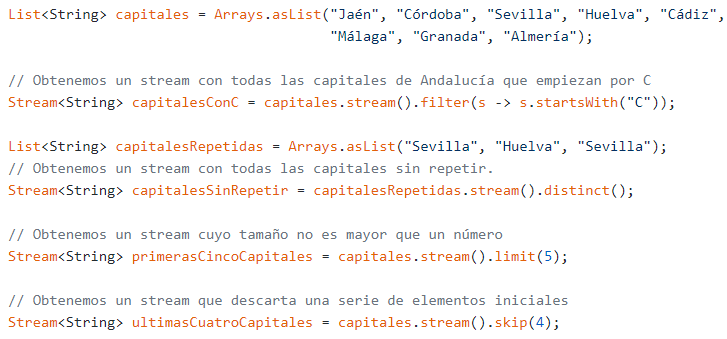 List<String> capitales = Arrays.asList("Jaén", "Córdoba", "Sevilla", "Huelva", "Cádiz",
"Málaga", "Granada", "Almería");
// Obtenemos un stream con todas las capitales de Andalucía que empiezan por C
Stream<String> capitalesConC = capitales.stream().filter(s -> s.startsWith("C"));
List<String> capitalesRepetidas = Arrays.asList("Sevilla", "Huelva", "Sevilla");
// Obtenemos un stream con todas las capitales sin repetir.
Stream<String> capitalesSinRepetir = capitalesRepetidas.stream().distinct();
// Obtenemos un stream cuyo tamaño no es mayor que un número
Stream<String> primerasCincoCapitales = capitales.stream().limit(5);
// Obtenemos un stream que descarta una serie de elementos iniciales
Stream<String> ultimasCuatroCapitales = capitales.stream().skip(4);